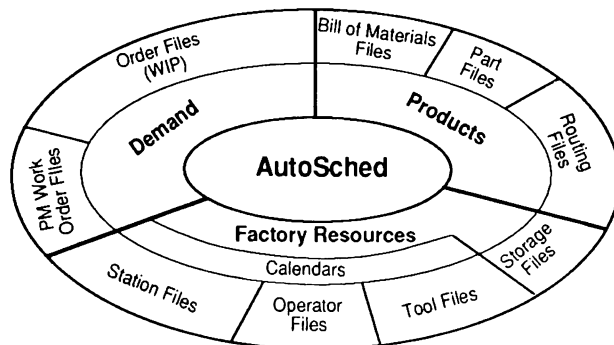 Order Files
(WIP)
Bill of Materials
Files
Part
Files
Routing
Files
Demand
Products
PM Work
Order Files
AutoSched
Factory Resources
Calendars
Station Files
Operator
Files
Tool Files
Storage
Files